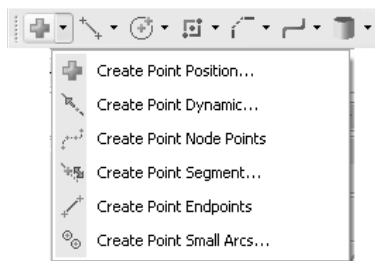 Create Point Position...
Create Point Dynamic...
Create Point Node Points
Create Point Segment...
Create Point Endpoints
Create Point Small Arcs...